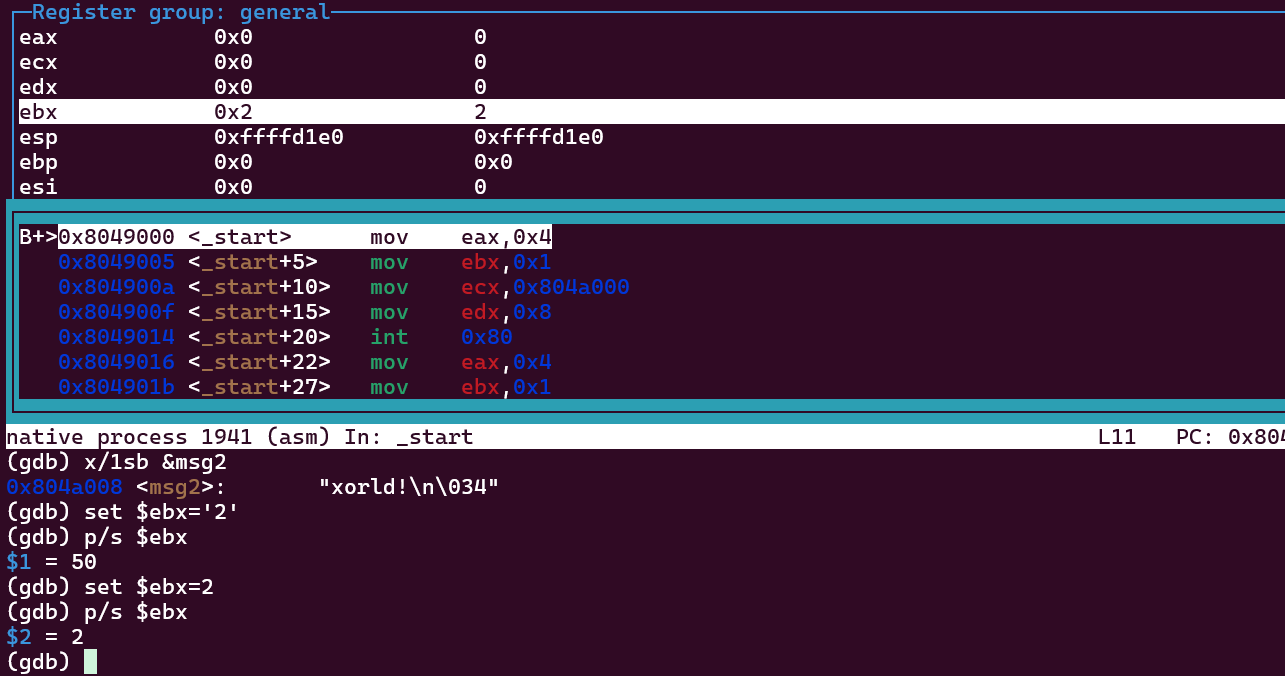 Register group: general
eax 0x0 0
ecx 0x0 0
edx 0x0 0
ebx 0x2 2
esp 0xffffd1e0 0xffffd1e0
ebp 0x0 0x0
esi 0x0 0
B+>0x8049000 <_start> mov eax,0x4
0x8049005 <_start+5> mov ebx,0x1
0x804900a <_start+10> mov ecx,0x804a000
0x804900f <_start+15> mov edx,0x8
0x8049014 <_start+20> int 0x80
0x8049016 <_start+22> mov eax,0x4
0x804901b <_start+27> mov ebx,0x1
native process 1941 (asm) In: _start L11 PC: 0x804
(gdb) x/1sb &msg2
0x804a008 <msg2>: "xorld!\n\034"
(gdb) set $ebx='2'
(gdb) p/s $ebx
$1 = 50
(gdb) set $ebx=2
(gdb) p/s $ebx
$2 = 2
(gdb)